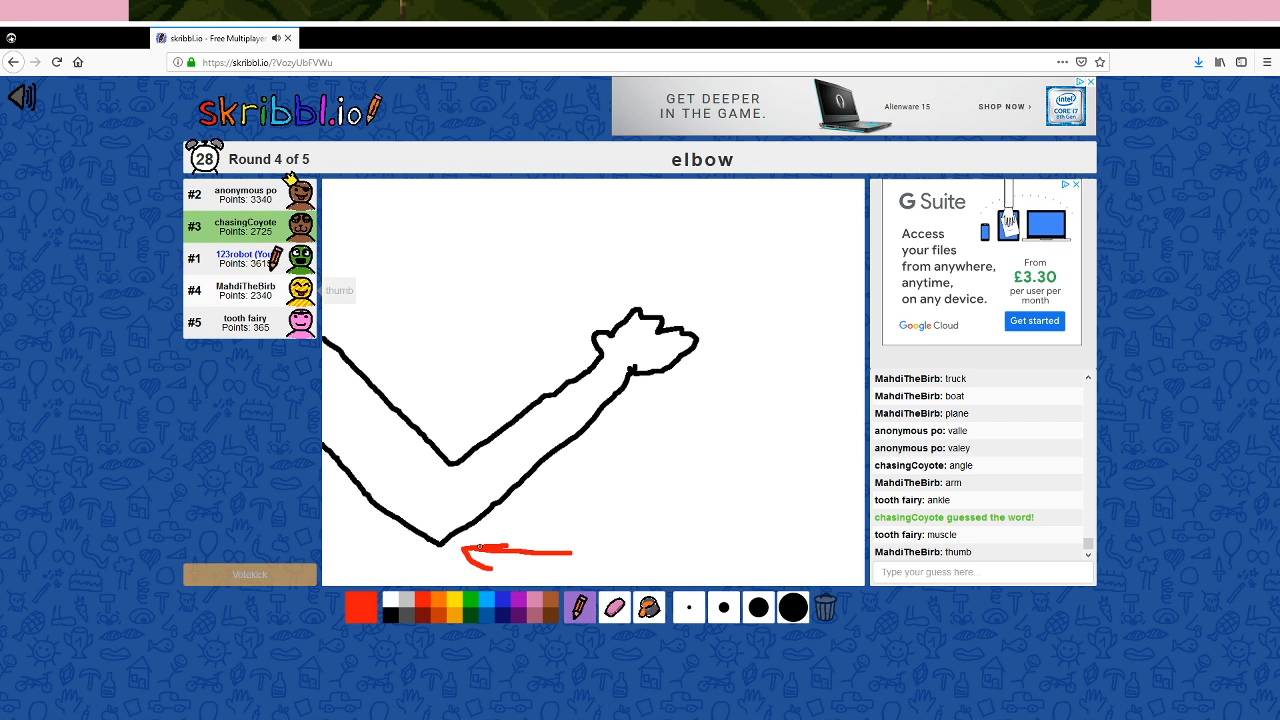 skribbl.io - Free Multiplayer
https://skribbl.io/?VozyUbFVWu
skribbl.io
GET DEEPER
IN THE GAME.
Alienware 15
SHOP NOW ›
intel
CORE i7
8th Gen
28
Round 4 of 5
elbow
#2
anonymous po
Points: 3340
#3
chasingCoyote
Points: 2725
#1
123robot (You
Points: 3615
#4
MahdiTheBirb
Points: 2340
#5
tooth fairy
Points: 365
thumb
Votekick
G Suite
Access
your files
from anywhere,
anytime,
on any device.
From
£3.30
per user per
month
Google Cloud
Get started
MahdiTheBirb: truck
MahdiTheBirb: boat
MahdiTheBirb: plane
anonymous po: valle
anonymous po: valey
chasingCoyote: angle
MahdiTheBirb: arm
tooth fairy: ankle
chasingCoyote guessed the word!
tooth fairy: muscle
MahdiTheBirb: thumb
Type your guess here...